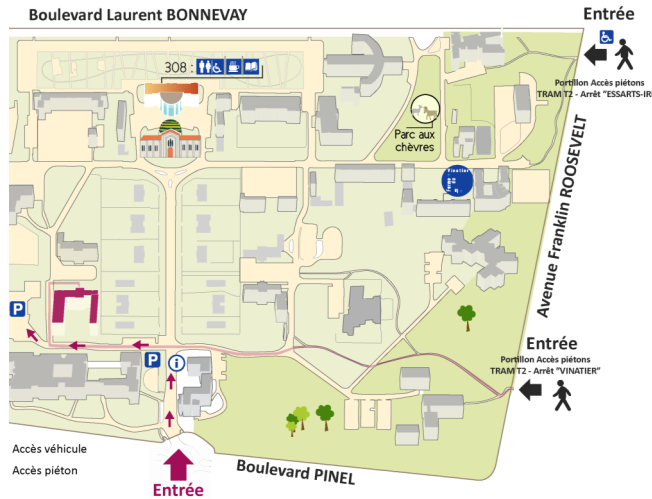 Boulevard Laurent BONNEVAY
Entrée
308 :
Portillon Accès piétons
TRAM T2 - Arrêt "ESSARTS-IR
Parc aux
chèvres
Avenue Franklin ROOSEVELT
P
Entrée
Portillon Accès piétons
TRAM T2 - Arrêt "VINATIER"
P
i
Accès véhicule
Accès piéton
Boulevard PINEL
Entrée